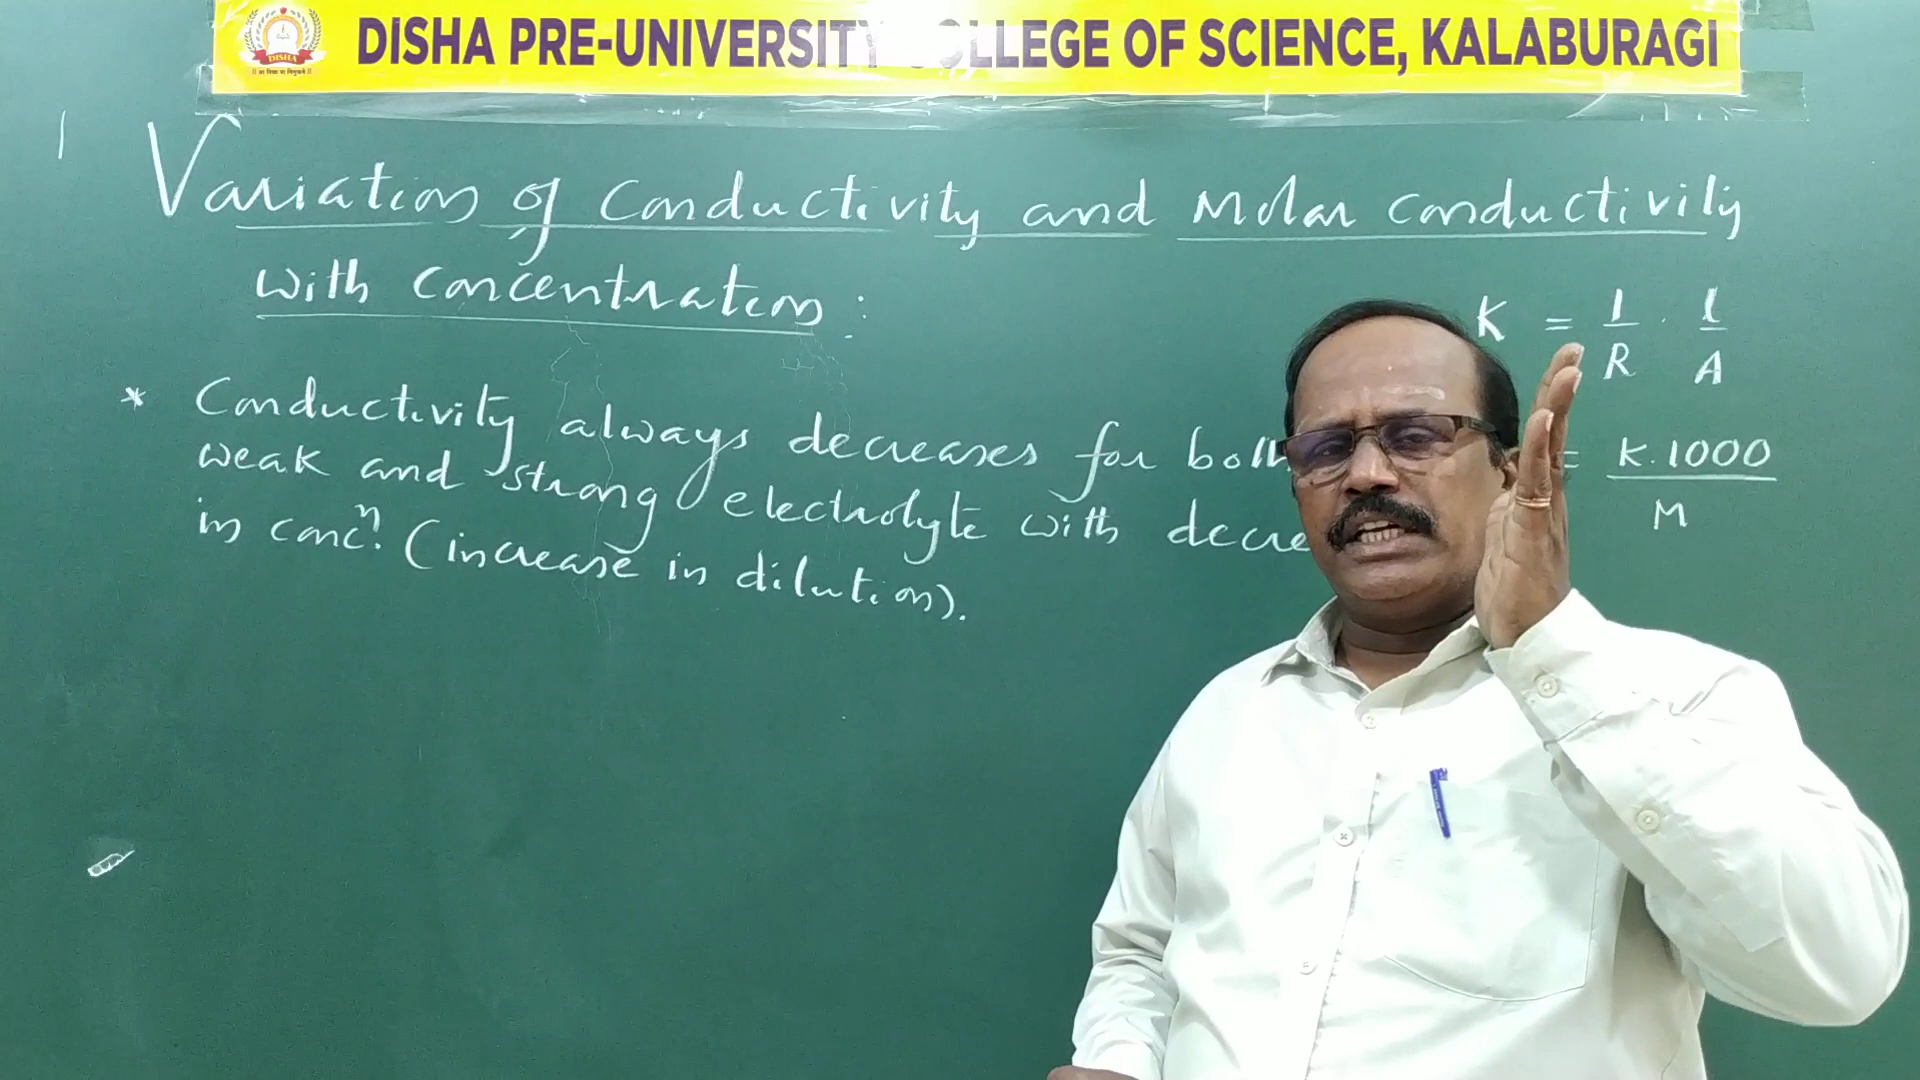 DISHA PRE-UNIVERSITY COLLEGE OF SCIENCE, KALABURAGI
DISHA
Variation of Conductivity and Molar conductivity
with concentration :
K = 1/R · l/A
* Conductivity always decreases for both
= K.1000/M
weak and strong electrolyte with decre
in concn. (increase in dilution).